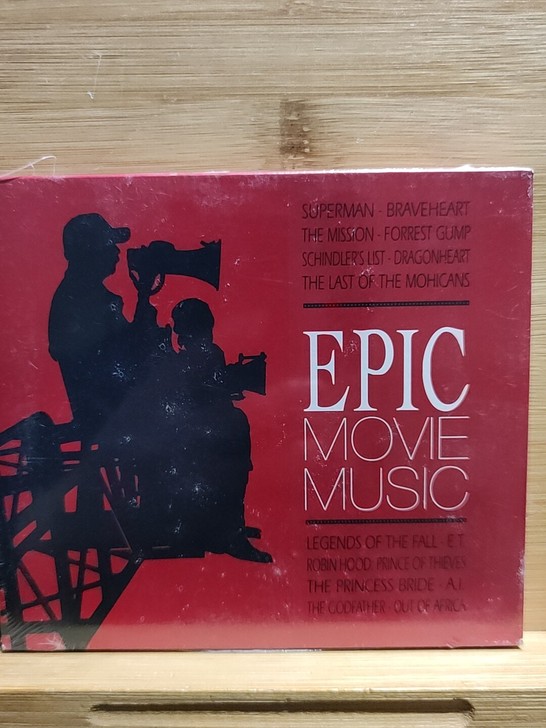 SUPERMAN - BRAVEHEART
THE MISSION - FORREST GUMP
SCHINDLER'S LIST - DRAGONHEART
THE LAST OF THE MOHICANS
EPIC
MOVIE
MUSIC
LEGENDS OF THE FALL - E.T.
ROBIN HOOD: PRINCE OF THIEVES
THE PRINCESS BRIDE - A.I.
THE GODFATHER - OUT OF AFRICA